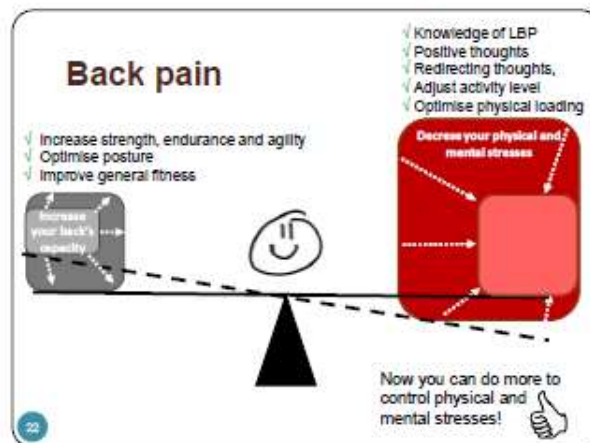 Back pain
√ Increase strength, endurance and agility
√ Optimise posture
√ Improve general fitness
Increase
your back's
capacity
√ Knowledge of LBP
√ Positive thoughts
√ Redirecting thoughts,
√ Adjust activity level
√ Optimise physical loading
Decrese your physical and
mental stresses
Now you can do more to
control physical and
mental stresses!
22